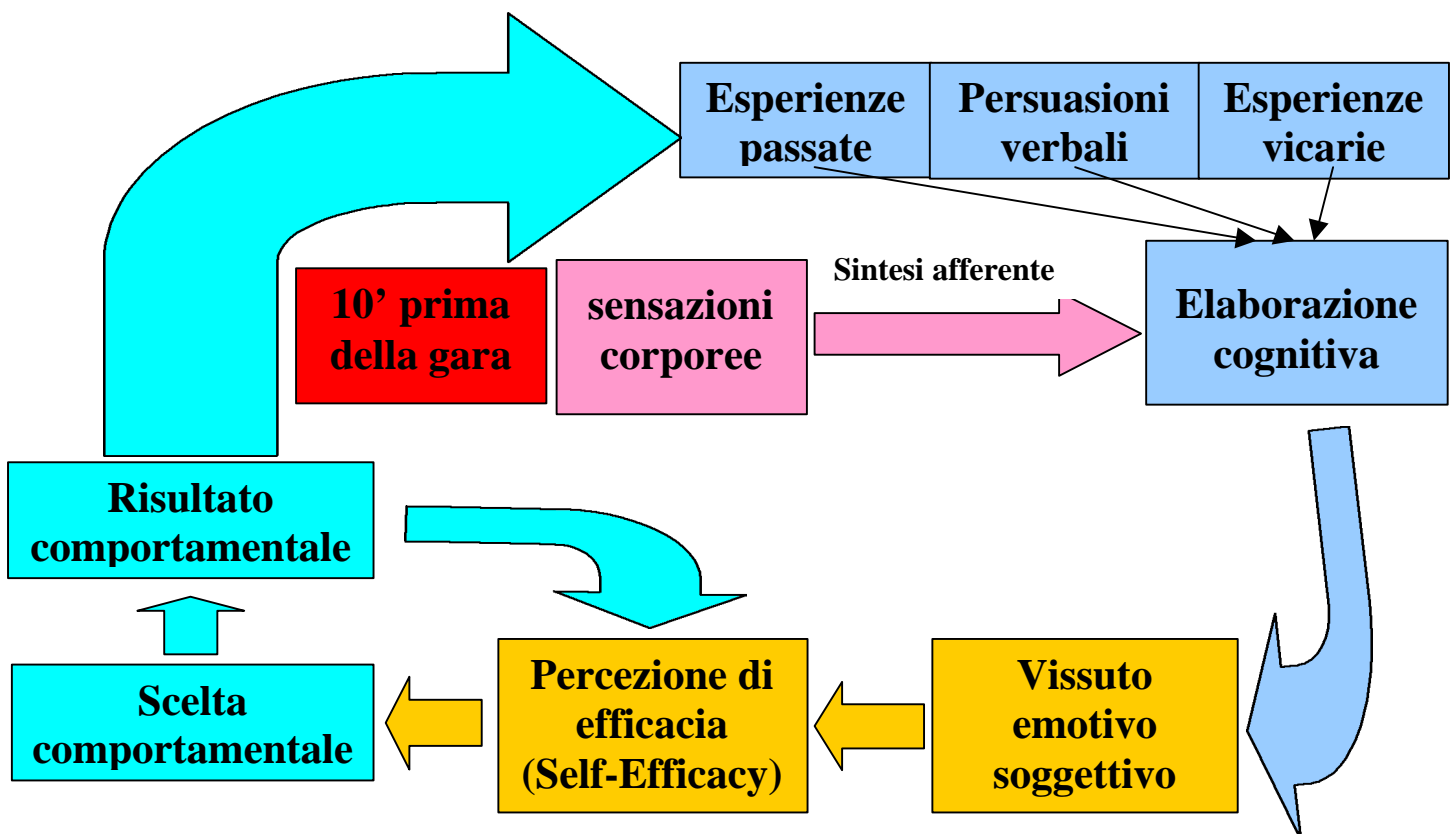 Esperienze
passate
Persuasioni
verbali
Esperienze
vicarie
10’ prima
della gara
sensazioni
corporee
Sintesi afferente
Elaborazione
cognitiva
Risultato
comportamentale
Scelta
comportamentale
Percezione di
efficacia
(Self-Efficacy)
Vissuto
emotivo
soggettivo